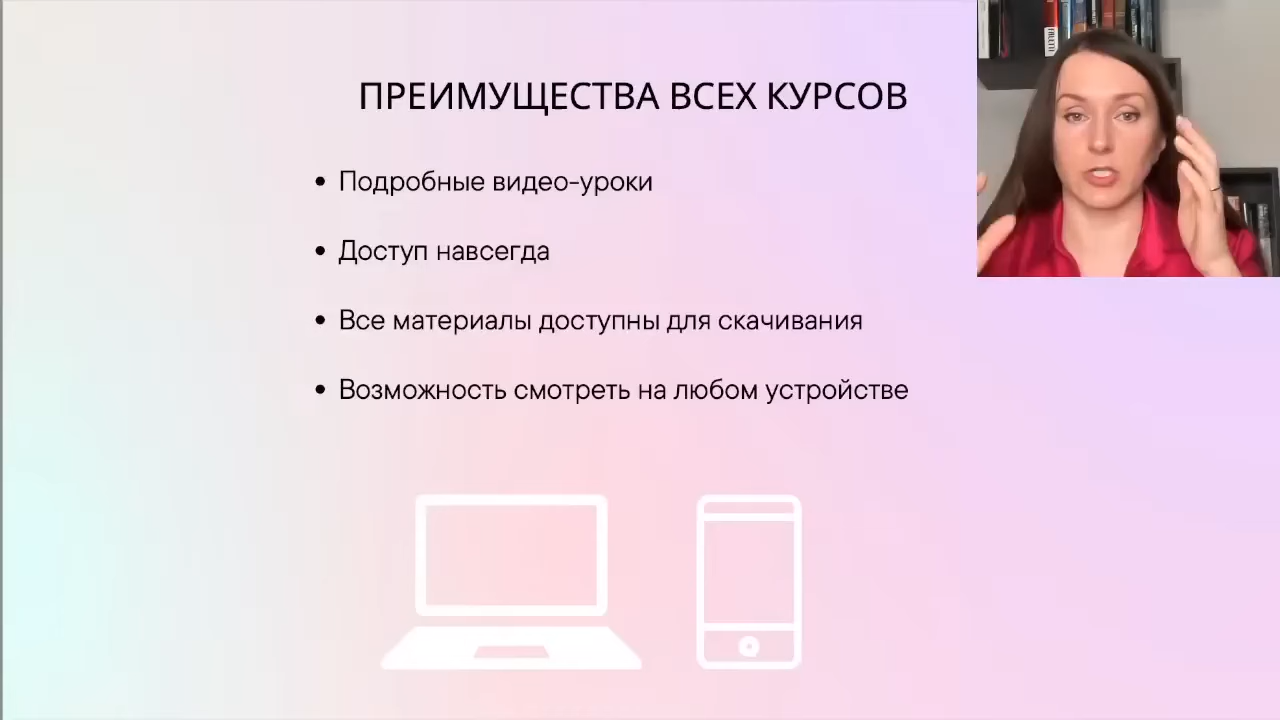 ПРЕИМУЩЕСТВА ВСЕХ КУРСОВ
• Подробные видео-уроки
• Доступ навсегда
• Все материалы доступны для скачивания
• Возможность смотреть на любом устройстве